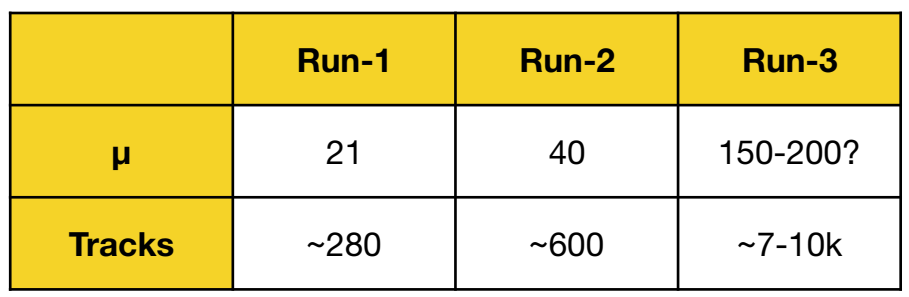 Run-1 Run-2 Run-3
μ 21 40 150-200?
Tracks ~280 ~600 ~7-10k